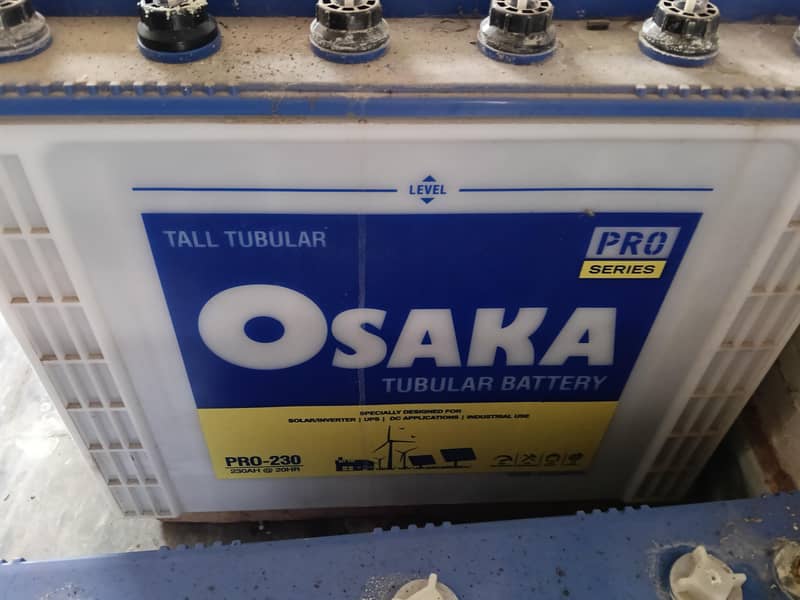 LEVEL
TALL TUBULAR
PRO
SERIES
OSAKA
TUBULAR BATTERY
SPECIALLY DESIGNED FOR
SOLAR/INVERTER | UPS | DC APPLICATIONS | INDUSTRIAL USE
PRO-230
230AH @ 20HR